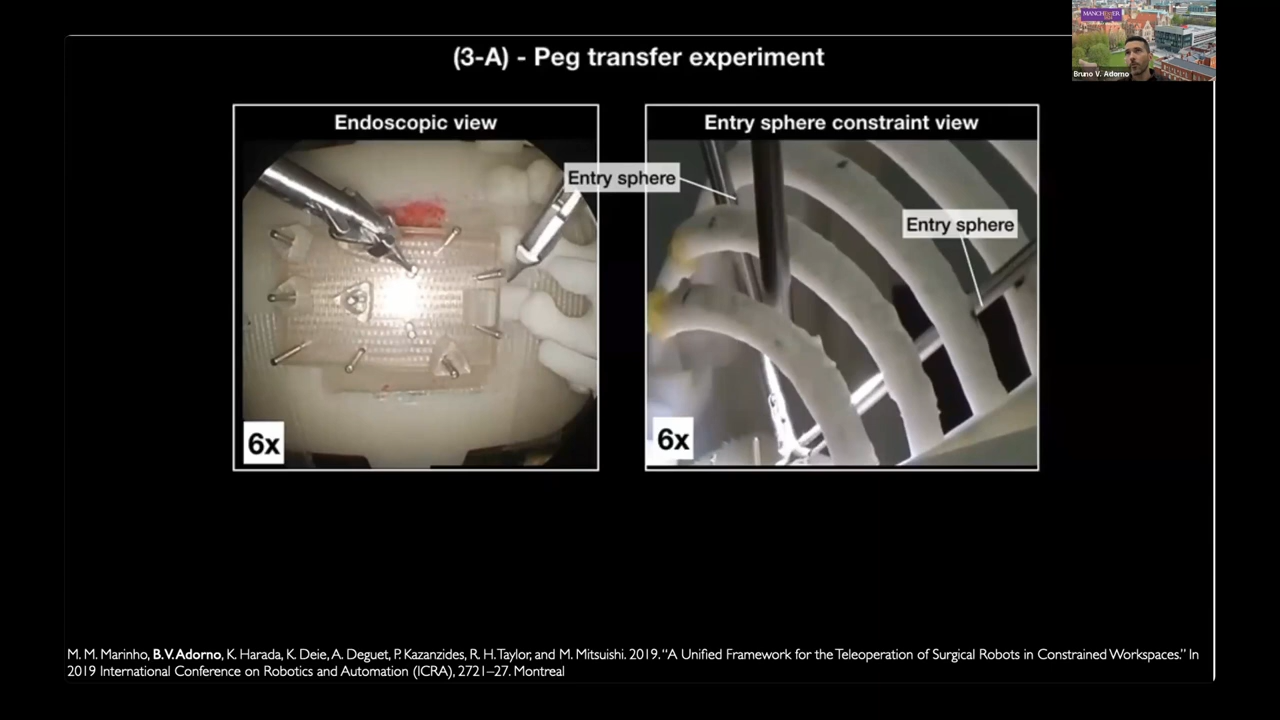 MANCHESTER
Bruno V. Adorno
(3-A) - Peg transfer experiment
Endoscopic view
Entry sphere constraint view
Entry sphere
Entry sphere
6x
6x
M. M. Marinho, B.V. Adorno, K. Harada, K. Deie, A. Deguet, P. Kazanzides, R. H. Taylor, and M. Mitsuishi. 2019. “A Unified Framework for the Teleoperation of Surgical Robots in Constrained Workspaces.” In
2019 International Conference on Robotics and Automation (ICRA), 2721–27. Montreal